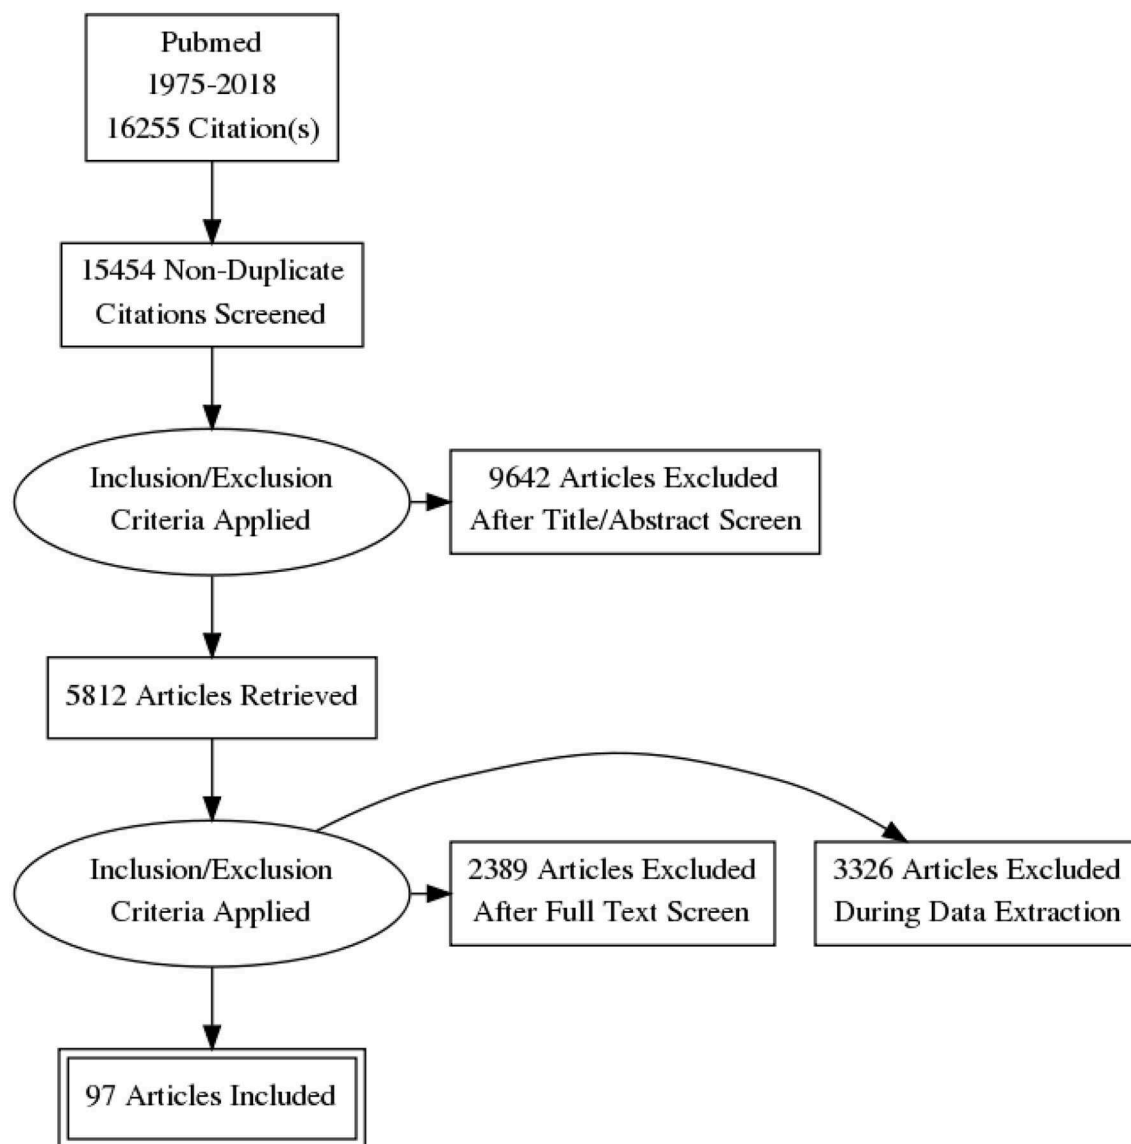 Pubmed
1975-2018
16255 Citation(s)
15454 Non-Duplicate
Citations Screened
Inclusion/Exclusion
Criteria Applied
9642 Articles Excluded
After Title/Abstract Screen
5812 Articles Retrieved
Inclusion/Exclusion
Criteria Applied
2389 Articles Excluded
After Full Text Screen
3326 Articles Excluded
During Data Extraction
97 Articles Included